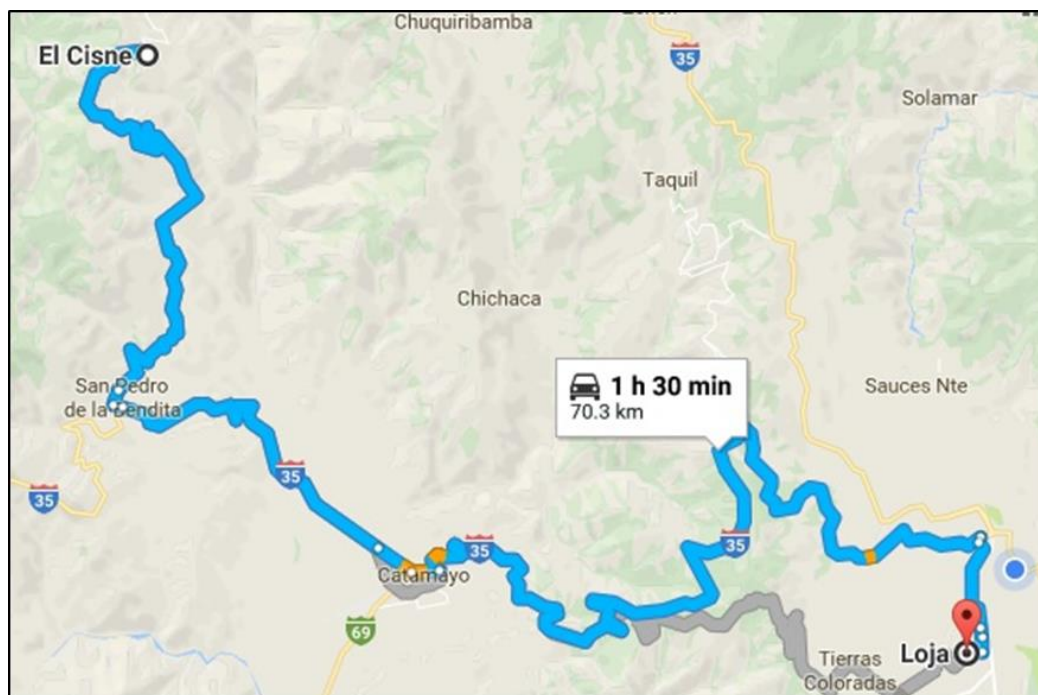 Chuquiribamba
El Cisne
35
Solamar
Taquil
Chichaca
1 h 30 min
70.3 km
San Pedro
de la Bendita
Sauces Nte
35
35
35
35
Catamayo
69
Loja
Tierras
Coloradas